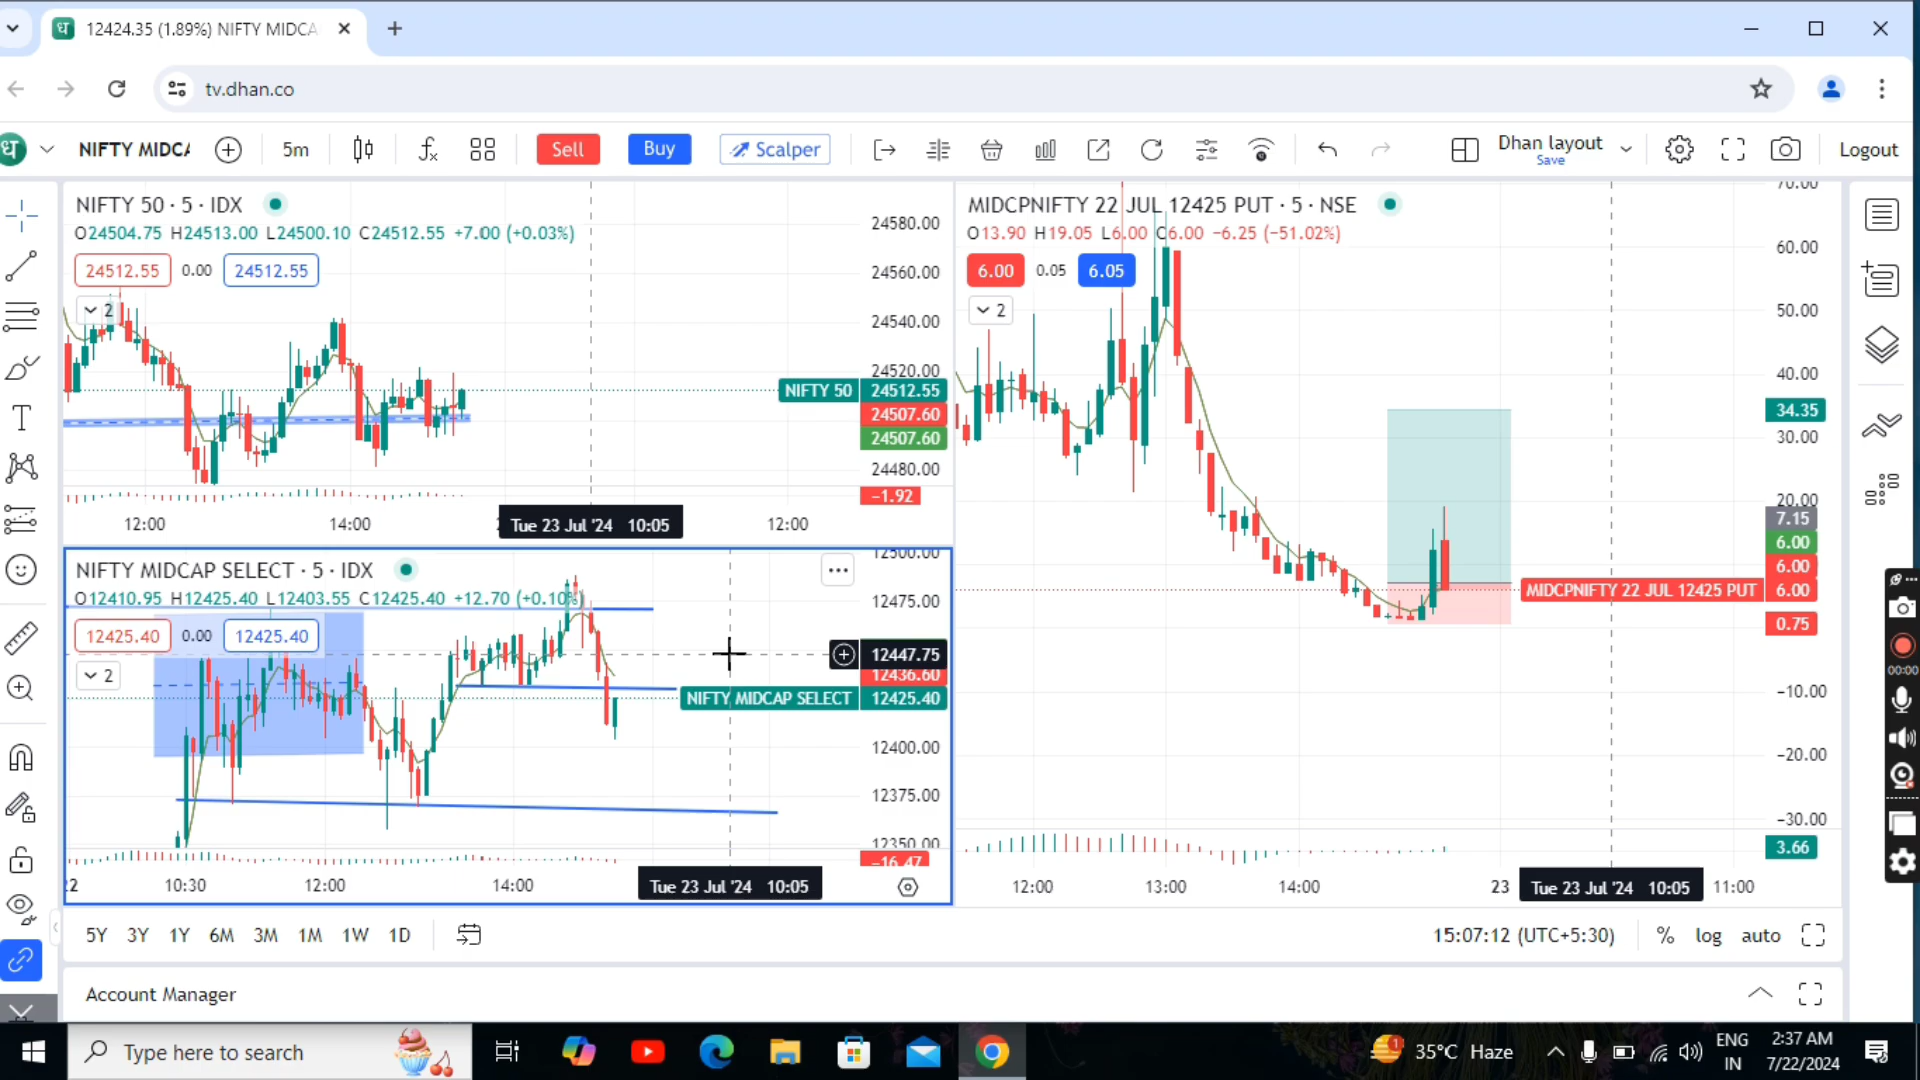 12424.35 (1.89%) NIFTY MIDCA
tv.dhan.co
NIFTY MIDCA
5m
Sell
Buy
Scalper
Dhan layout
Save
Logout
NIFTY 50 · 5 · IDX
O24504.75 H24513.00 L24500.10 C24512.55 +7.00 (+0.03%)
24512.55 0.00 24512.55
2
24580.00
24560.00
24540.00
24520.00
NIFTY 50 24512.55
24507.60
24507.60
24480.00
−1.92
12:00 14:00 Tue 23 Jul '24 10:05 12:00
NIFTY MIDCAP SELECT · 5 · IDX
O12410.95 H12425.40 L12403.55 C12425.40 +12.70 (+0.10%)
12425.40 0.00 12425.40
2
12500.00
12475.00
12447.75
12436.60
NIFTY MIDCAP SELECT 12425.40
12400.00
12375.00
12350.00
−16.47
22 10:30 12:00 14:00 Tue 23 Jul '24 10:05
MIDCPNIFTY 22 JUL 12425 PUT · 5 · NSE
O13.90 H19.05 L6.00 C6.00 −6.25 (−51.02%)
6.00 0.05 6.05
2
70.00
60.00
50.00
40.00
34.35
30.00
20.00
7.15
6.00
6.00
MIDCPNIFTY 22 JUL 12425 PUT 6.00
0.75
−10.00
−20.00
−30.00
3.66
12:00 13:00 14:00 23 Tue 23 Jul '24 10:05 11:00
00:00
5Y 3Y 1Y 6M 3M 1M 1W 1D
15:07:12 (UTC+5:30) % log auto
Account Manager
Type here to search
1
35°C Haze
ENG
IN
2:37 AM
7/22/2024